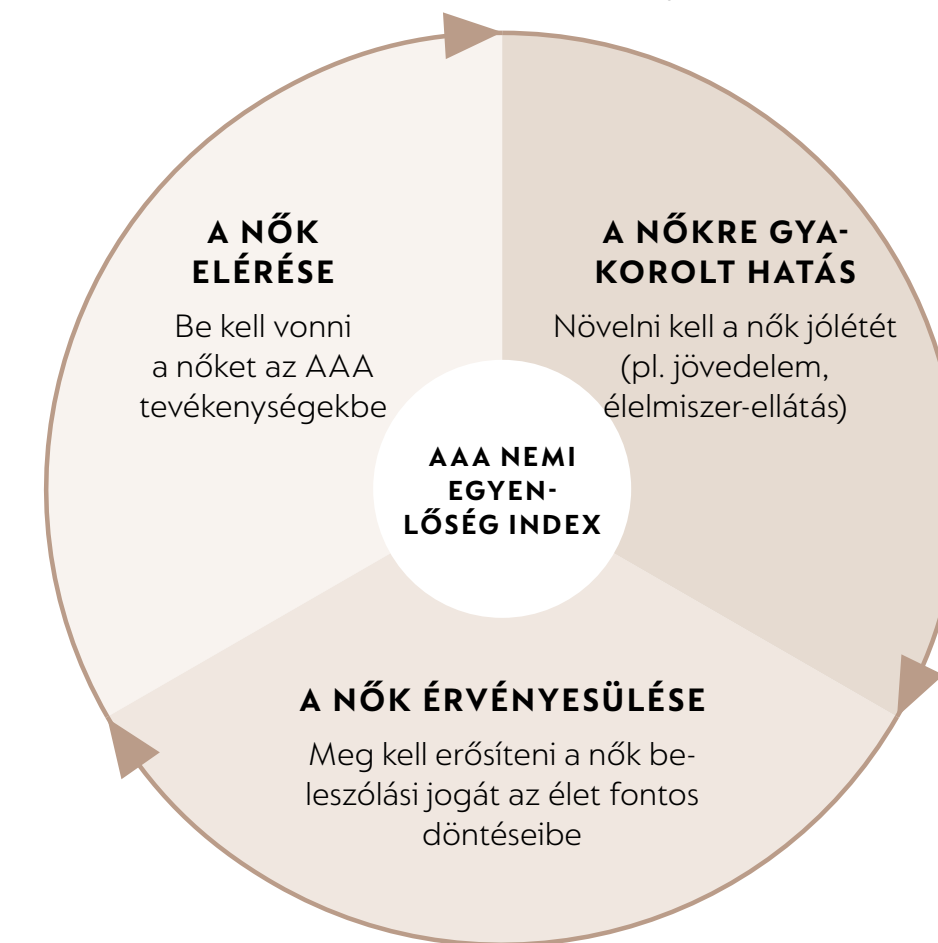 A NŐK
ELÉRÉSE
Be kell vonni
a nőket az AAA
tevékenységekbe
A NŐKRE GYA-
KOROLT HATÁS
Növelni kell a nők jólétét
(pl. jövedelem,
élelmiszer-ellátás)
AAA NEMI
EGYEN-
LŐSÉG INDEX
A NŐK ÉRVÉNYESÜLÉSE
Meg kell erősíteni a nők be-
leszólási jogát az élet fontos
döntéseibe